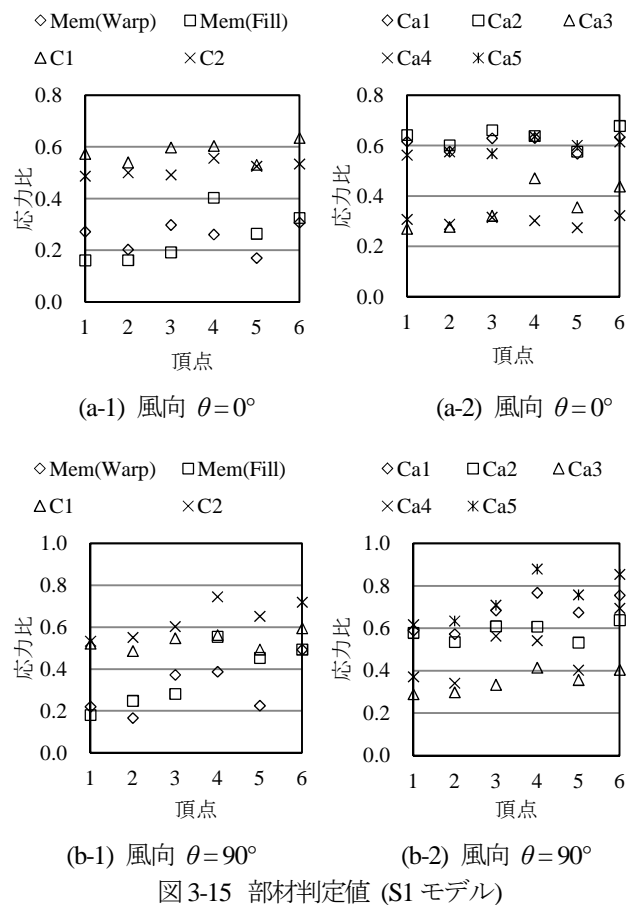 ◇Mem(Warp) □Mem(Fill)
△C1 ×C2
0.8
0.6
0.4
0.2
0.0
応力比
1 2 3 4 5 6
頂点
(a-1) 風向 θ=0°
◇Ca1 □Ca2 △Ca3
×Ca4 ✳Ca5
0.8
0.6
0.4
0.2
0.0
応力比
1 2 3 4 5 6
頂点
(a-2) 風向 θ=0°
◇Mem(Warp) □Mem(Fill)
△C1 ×C2
1.0
0.8
0.6
0.4
0.2
0.0
応力比
1 2 3 4 5 6
頂点
(b-1) 風向 θ=90°
◇Ca1 □Ca2 △Ca3
×Ca4 ✳Ca5
1.0
0.8
0.6
0.4
0.2
0.0
応力比
1 2 3 4 5 6
頂点
(b-2) 風向 θ=90°
図 3-15 部材判定値 (S1 モデル)